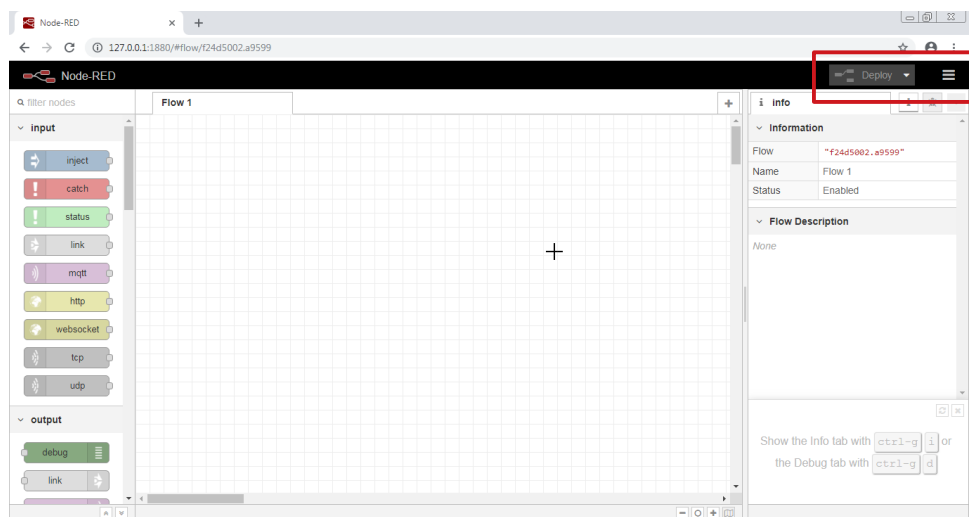 Node-RED
127.0.0.1:1880/#flow/f24d5002.a9599
Node-RED
Deploy
filter nodes
Flow 1
info
input
inject
catch
status
link
mqtt
http
websocket
tcp
udp
output
debug
link
Information
Flow "f24d5002.a9599"
Name Flow 1
Status Enabled
Flow Description
None
Show the Info tab with ctrl-g i or
the Debug tab with ctrl-g d